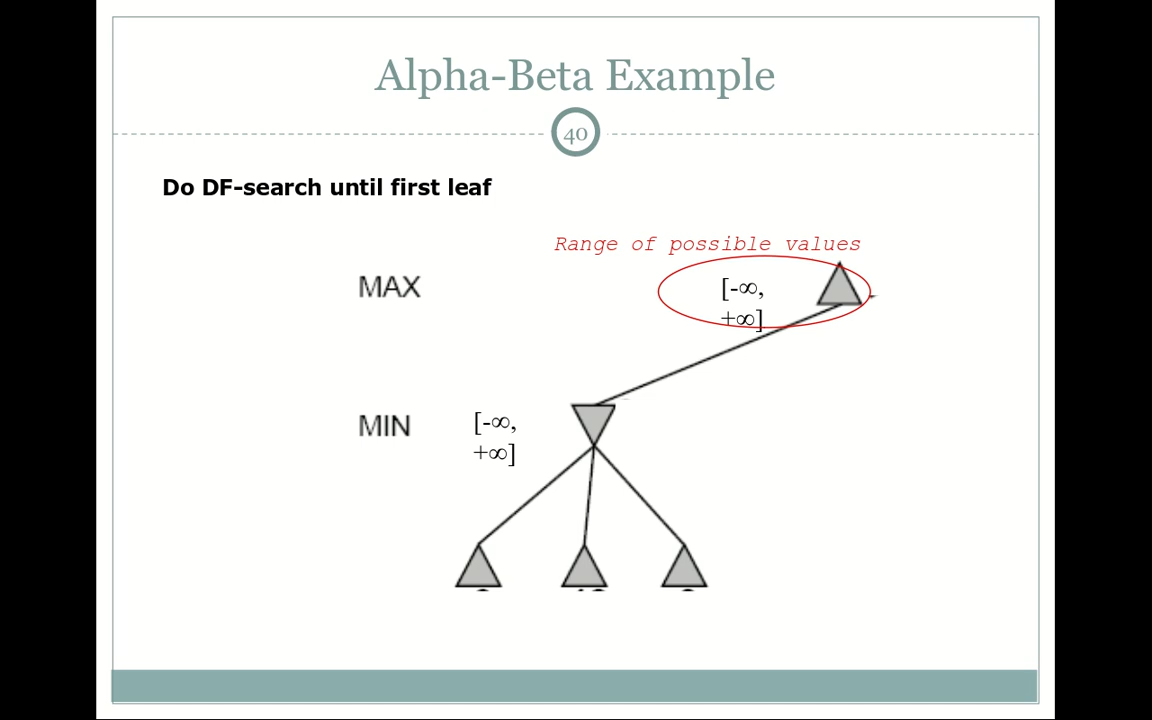 Alpha-Beta Example
40
Do DF-search until first leaf
Range of possible values
MAX
[-∞,
+∞]
MIN
[-∞,
+∞]